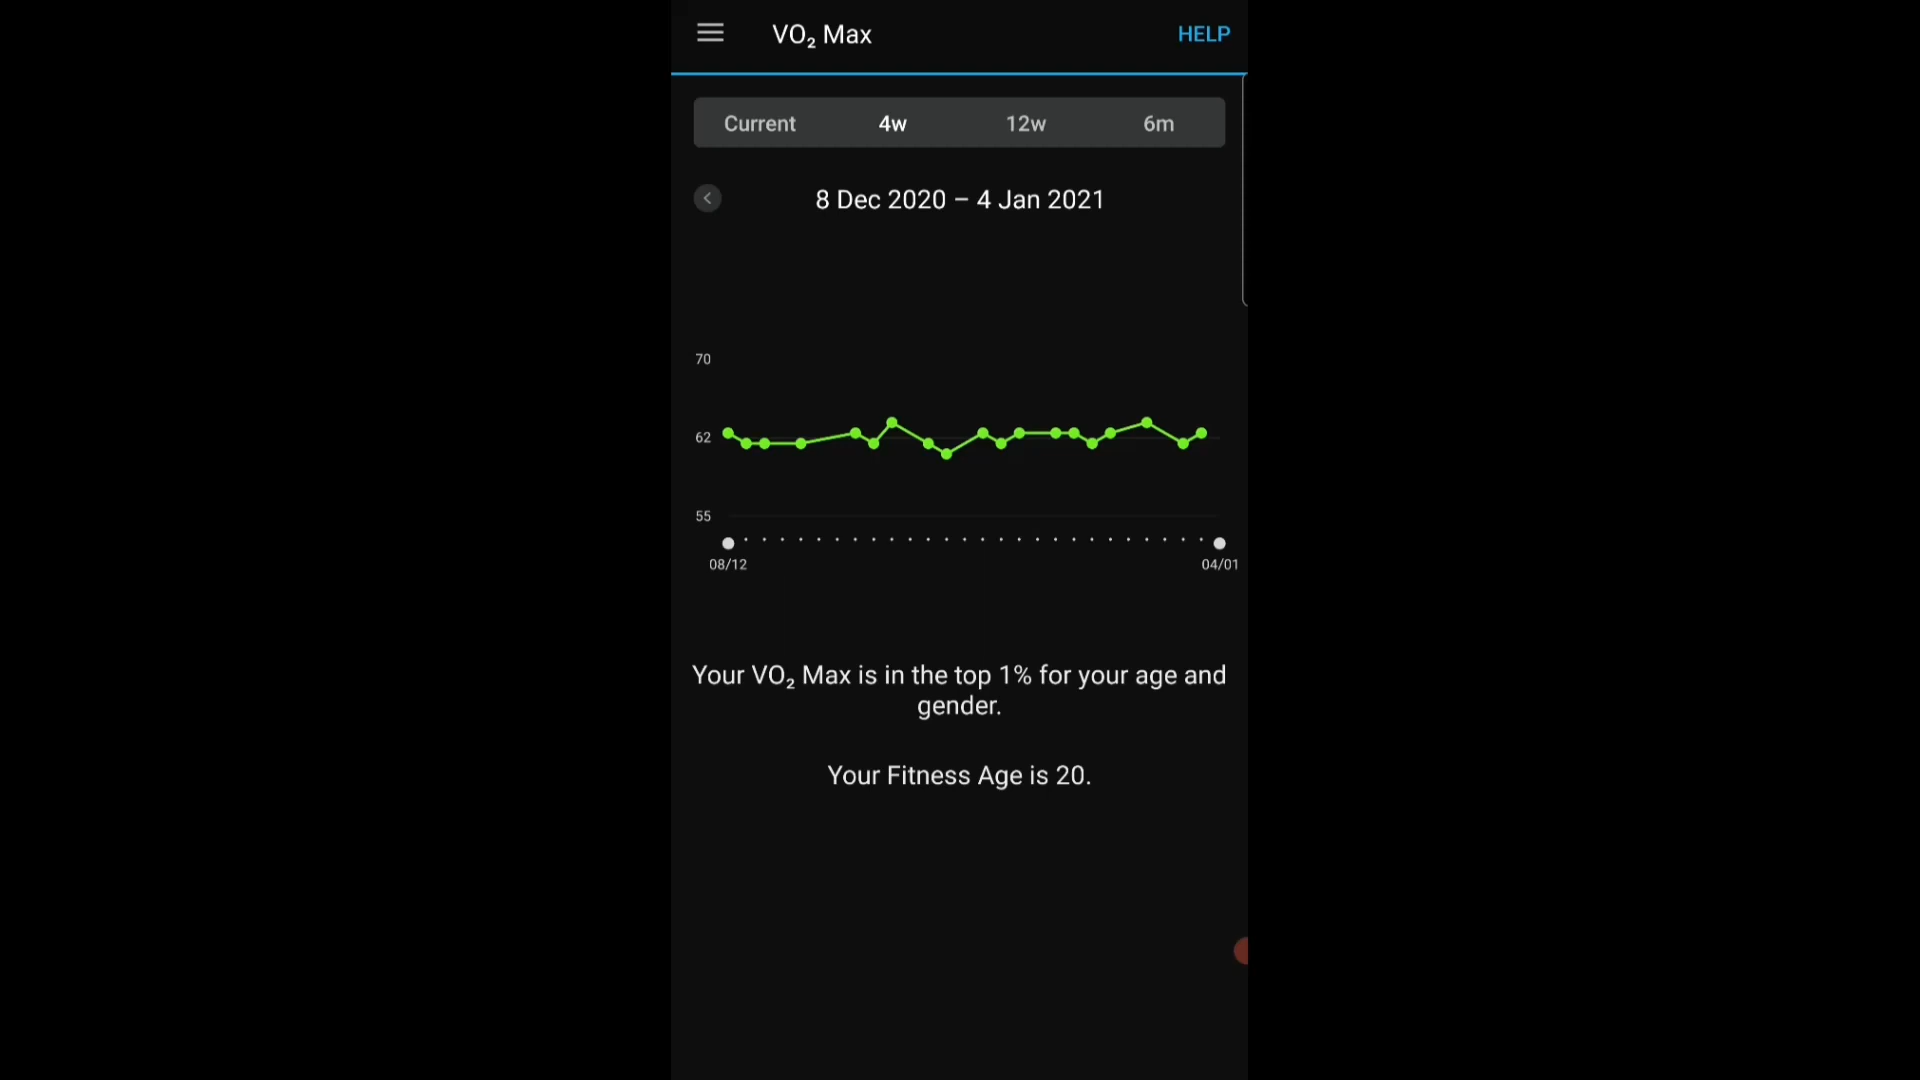 VO₂ Max
HELP
Current 4w 12w 6m
8 Dec 2020 – 4 Jan 2021
70
62
55
08/12 04/01
Your VO₂ Max is in the top 1% for your age and
gender.
Your Fitness Age is 20.